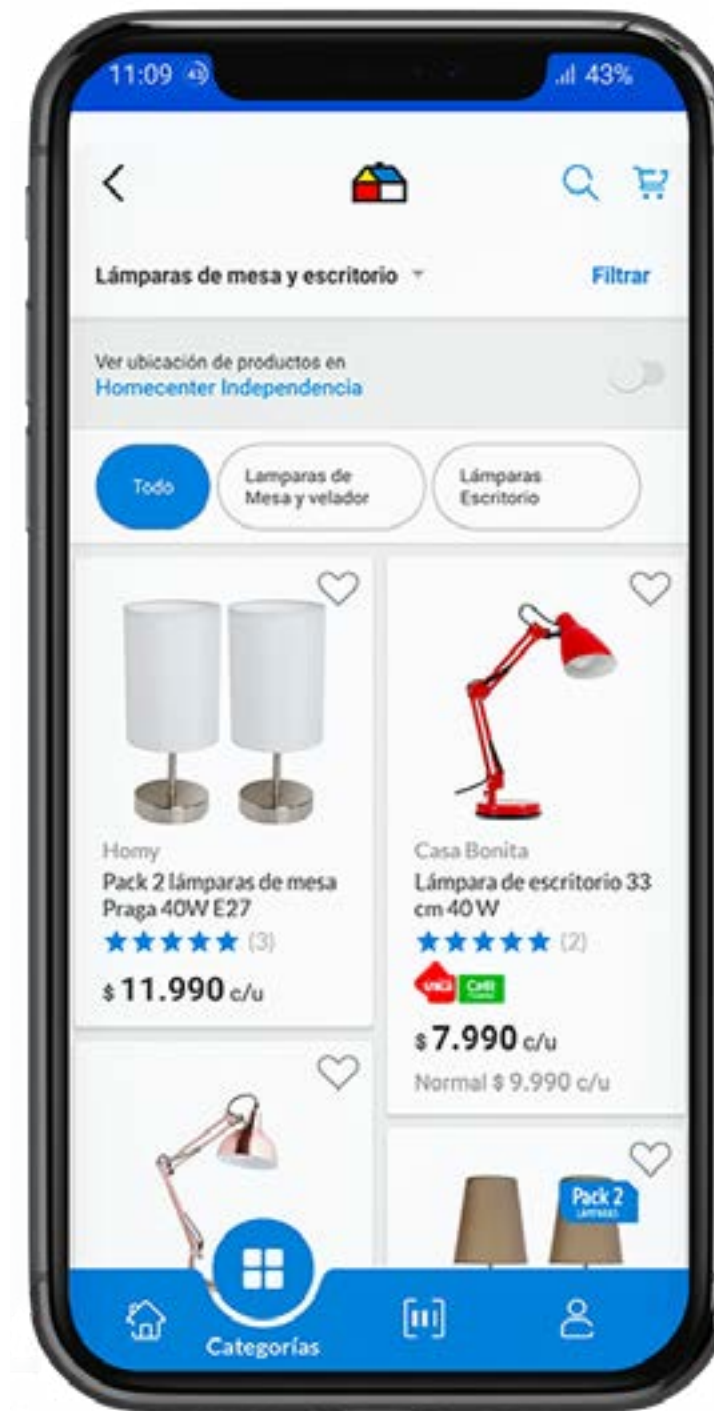 11:09
43%
Lámparas de mesa y escritorio
Filtrar
Ver ubicación de productos en
Homecenter Independencia
Todo
Lamparas de
Mesa y velador
Lámparas
Escritorio
Homy
Pack 2 lámparas de mesa
Praga 40W E27
(3)
$ 11.990 c/u
Casa Bonita
Lámpara de escritorio 33
cm 40 W
(2)
CMR
$ 7.990 c/u
Normal $ 9.990 c/u
Pack 2
LÁMPARAS
Categorías